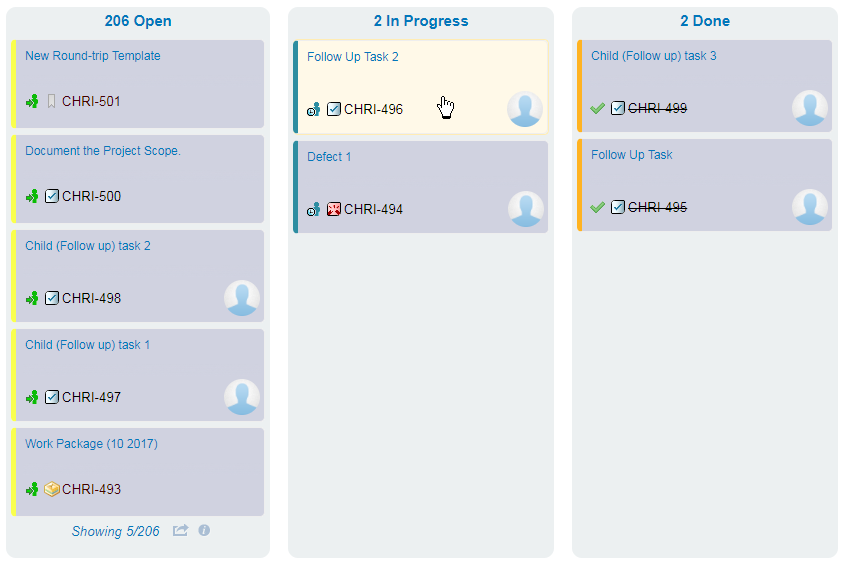 206 Open
New Round-trip Template
CHRI-501
Document the Project Scope.
CHRI-500
Child (Follow up) task 2
CHRI-498
Child (Follow up) task 1
CHRI-497
Work Package (10 2017)
CHRI-493
Showing 5/206
2 In Progress
Follow Up Task 2
CHRI-496
Defect 1
CHRI-494
2 Done
Child (Follow up) task 3
CHRI-499
Follow Up Task
CHRI-495